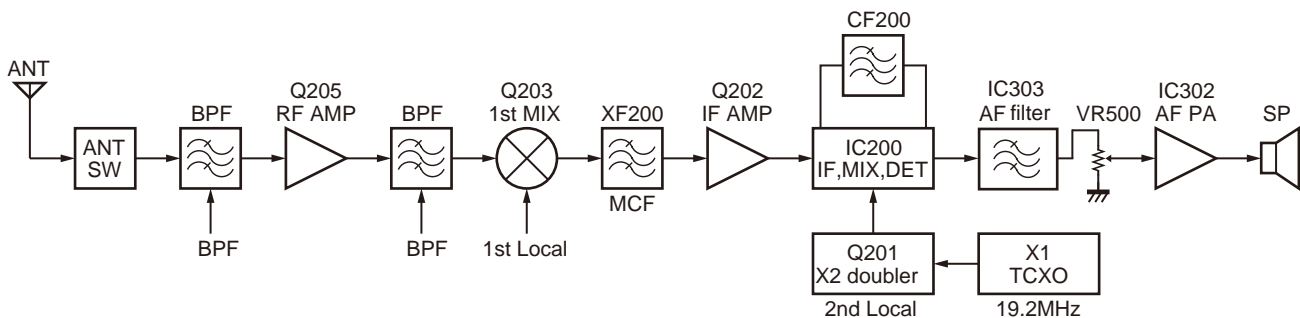 CF200
ANT
Q205
RF AMP
Q203
1st MIX
Q202
IF AMP
IC303
AF filter
IC302
AF PA
BPF
BPF
XF200
VR500
SP
ANT
SW
IC200
IF,MIX,DET
MCF
BPF
BPF
1st Local
Q201
X2 doubler
X1
TCXO
2nd Local
19.2MHz